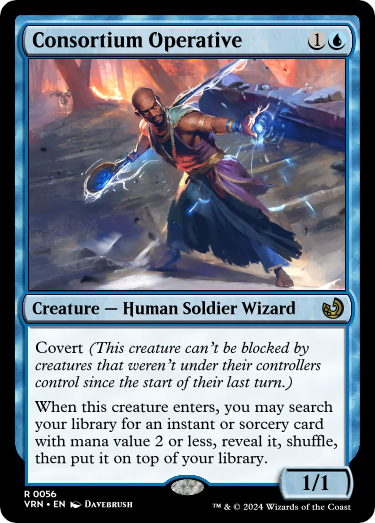 Consortium Operative 1
Creature — Human Soldier Wizard
Covert (This creature can't be blocked by
creatures that weren't under their controllers
control since the start of their last turn.)
When this creature enters, you may search
your library for an instant or sorcery card
with mana value 2 or less, reveal it, shuffle,
then put it on top of your library.
1/1
R 0056
VRN • EN Davebrush
™ & © 2024 Wizards of the Coast